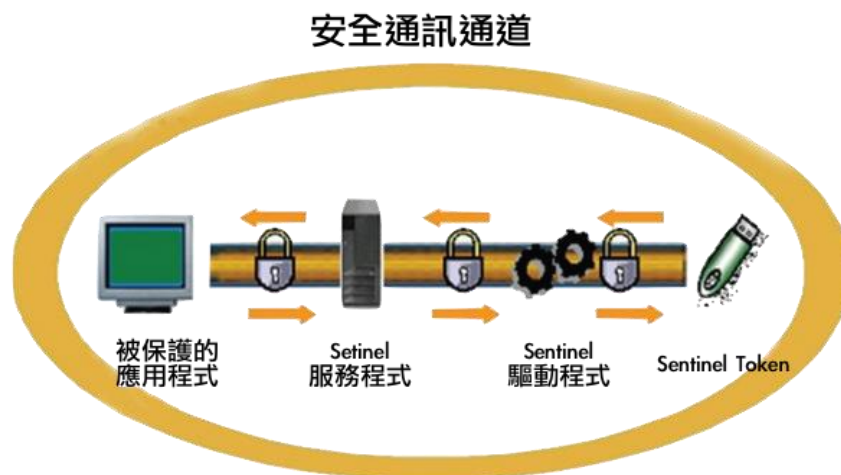 安全通訊通道
被保護的
應用程式
Setinel
服務程式
Sentinel
驅動程式
Sentinel Token